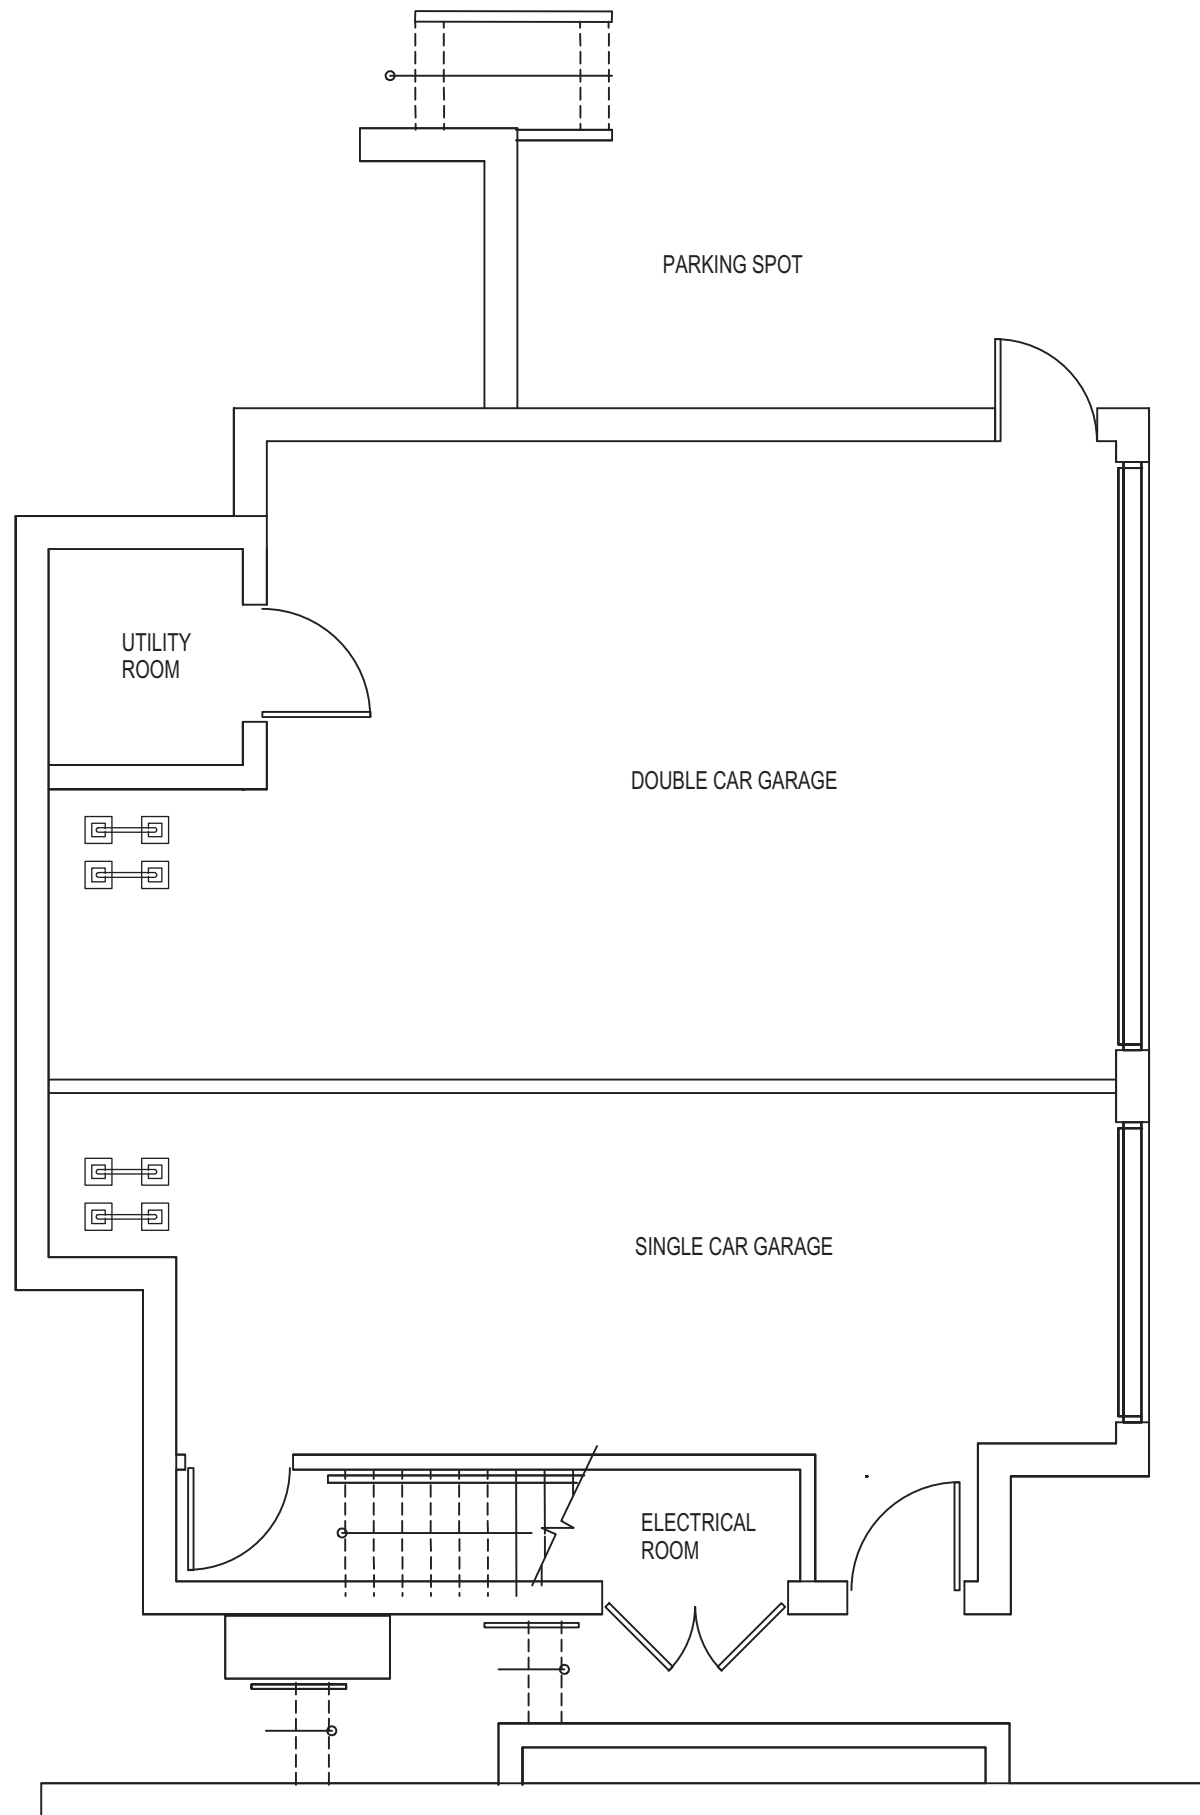 PARKING SPOT
UTILITY
ROOM
DOUBLE CAR GARAGE
SINGLE CAR GARAGE
ELECTRICAL
ROOM